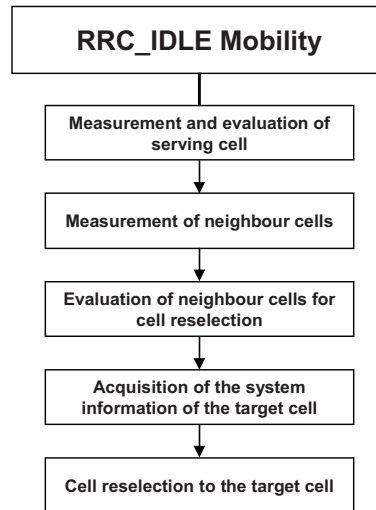 RRC_IDLE Mobility
Measurement and evaluation of
serving cell
Measurement of neighbour cells
Evaluation of neighbour cells for
cell reselection
Acquisition of the system
information of the target cell
Cell reselection to the target cell